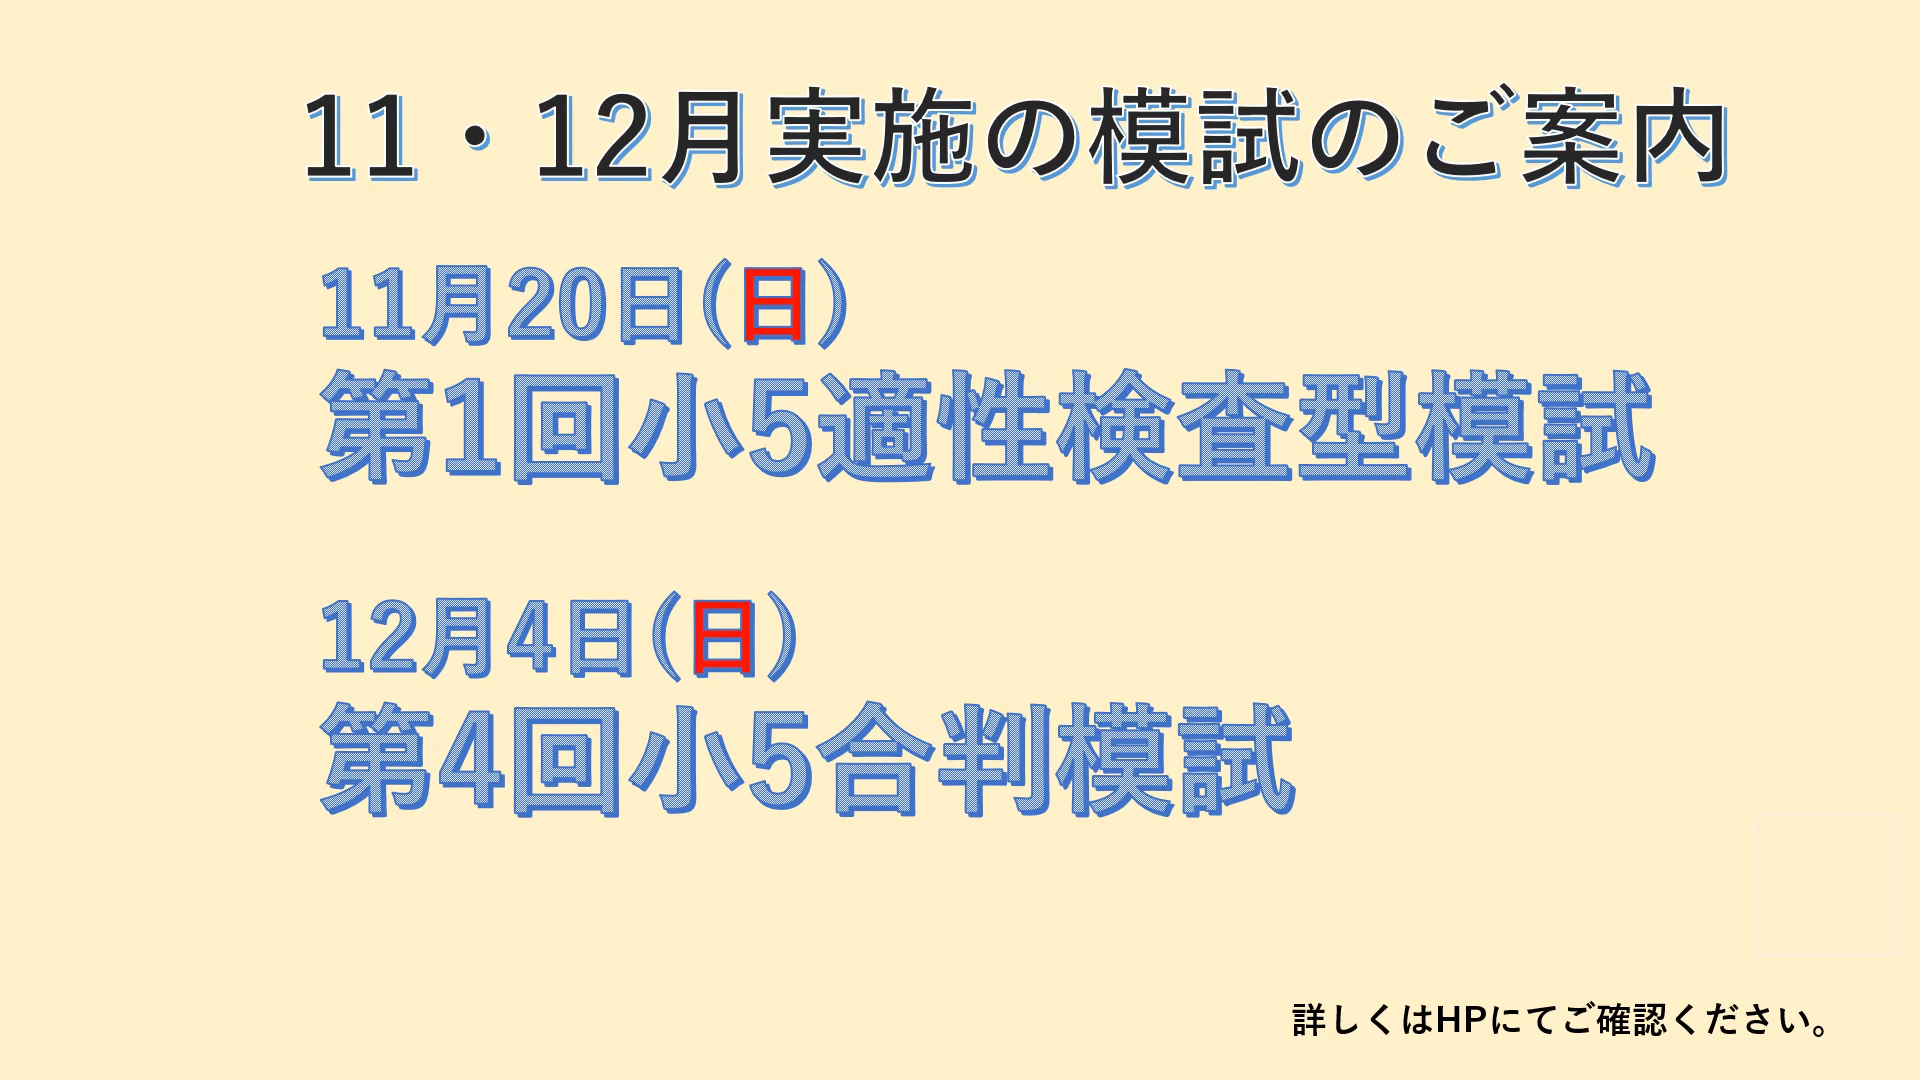 11・12月実施の模試のご案内
11月20日(日)
第1回小5適性検査型模試
12月4日(日)
第4回小5合判模試
詳しくはHPにてご確認ください。